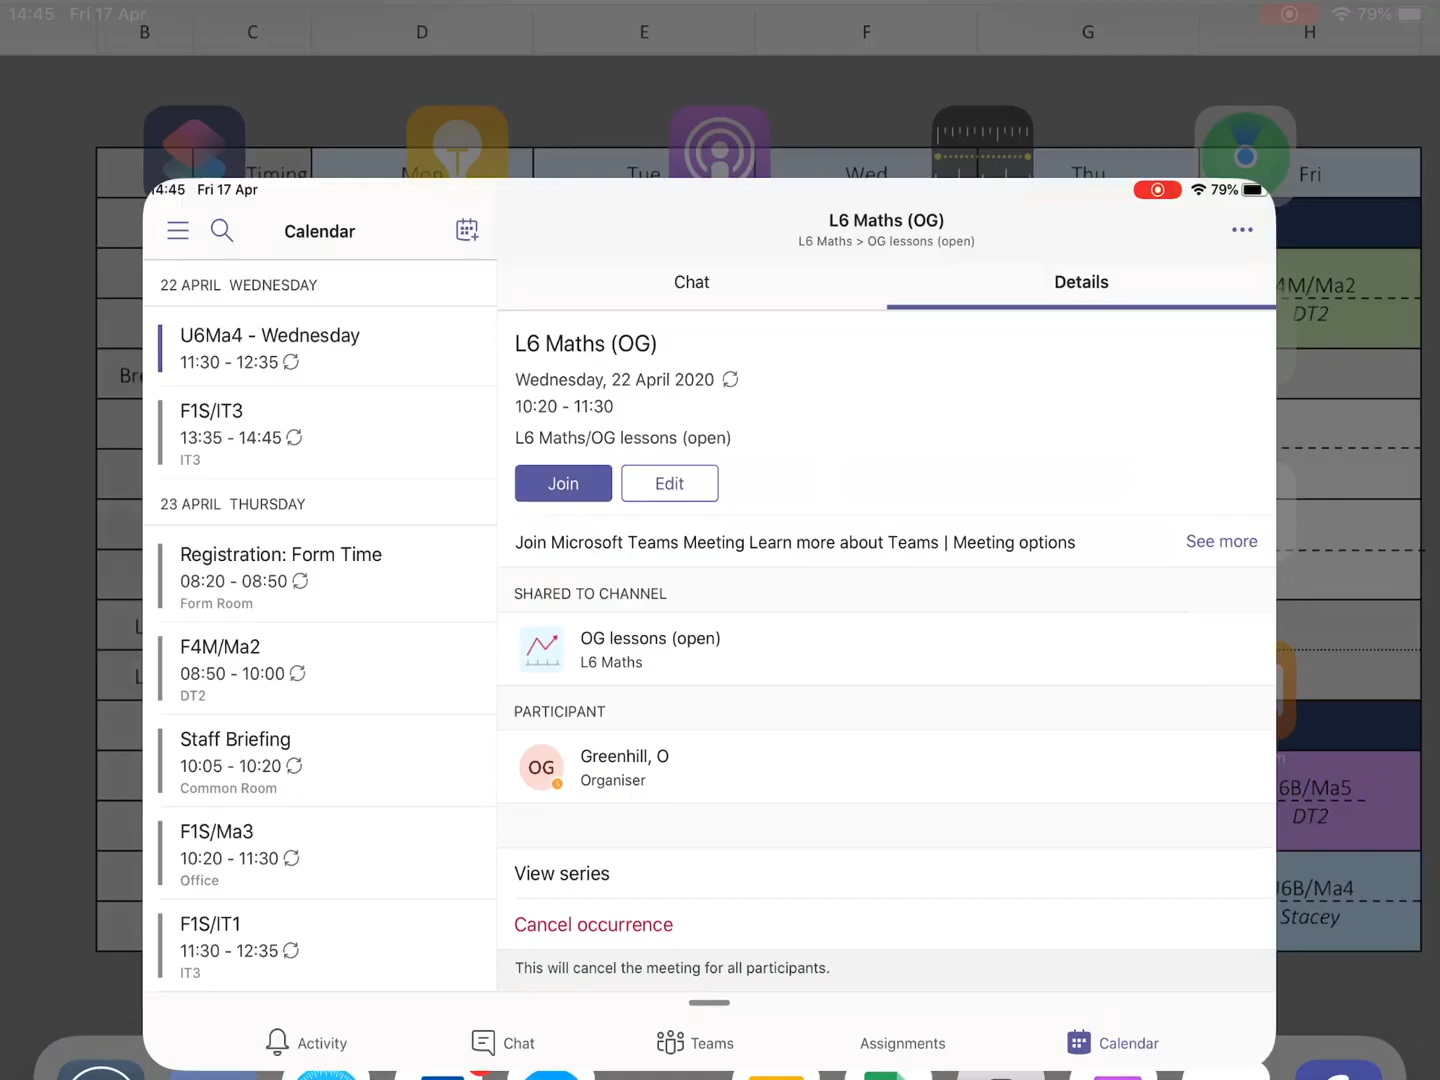 14:45 Fri 17 Apr
79%
B C D E F G H
Timing Mon Tue Wed Thu Fri
14:45 Fri 17 Apr
79%
Calendar
22 APRIL WEDNESDAY
U6Ma4 - Wednesday
11:30 - 12:35
F1S/IT3
13:35 - 14:45
IT3
23 APRIL THURSDAY
Registration: Form Time
08:20 - 08:50
Form Room
F4M/Ma2
08:50 - 10:00
DT2
Staff Briefing
10:05 - 10:20
Common Room
F1S/Ma3
10:20 - 11:30
Office
F1S/IT1
11:30 - 12:35
IT3
L6 Maths (OG)
L6 Maths > OG lessons (open)
Chat
Details
L6 Maths (OG)
Wednesday, 22 April 2020
10:20 - 11:30
L6 Maths/OG lessons (open)
Join
Edit
Join Microsoft Teams Meeting Learn more about Teams | Meeting options
See more
SHARED TO CHANNEL
OG lessons (open)
L6 Maths
PARTICIPANT
OG
Greenhill, O
Organiser
View series
Cancel occurrence
This will cancel the meeting for all participants.
Activity
Chat
Teams
Assignments
Calendar
4M/Ma2
DT2
6B/Ma5
DT2
6B/Ma4
Stacey